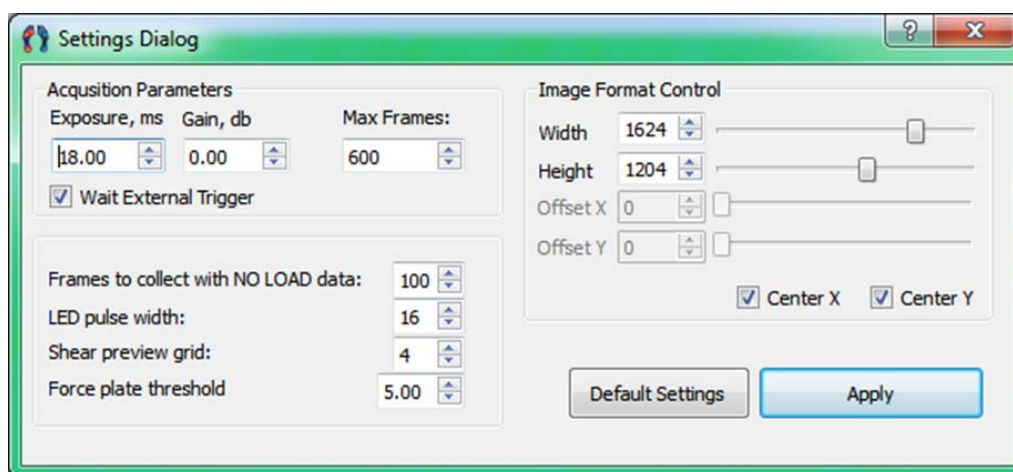 Settings Dialog
Acqusition Parameters
Exposure, ms Gain, db Max Frames:
18.00 0.00 600
Wait External Trigger
Frames to collect with NO LOAD data: 100
LED pulse width: 16
Shear preview grid: 4
Force plate threshold 5.00
Image Format Control
Width 1624
Height 1204
Offset X 0
Offset Y 0
Center X Center Y
Default Settings Apply